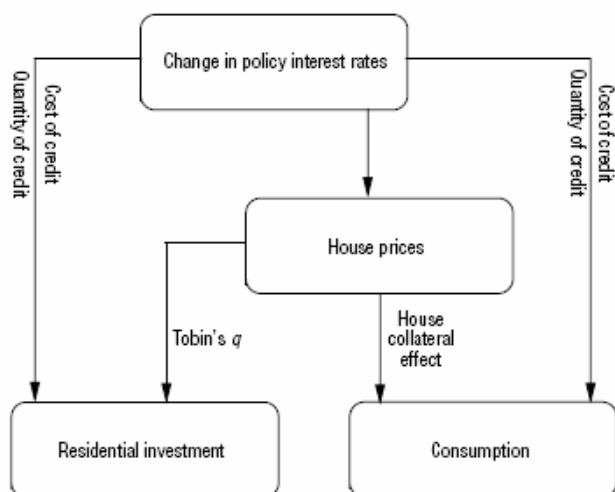 Change in policy interest rates
Cost of credit
Quantity of credit
Cost of credit
Quantity of credit
House prices
Tobin's q
House
collateral
effect
Residential investment
Consumption